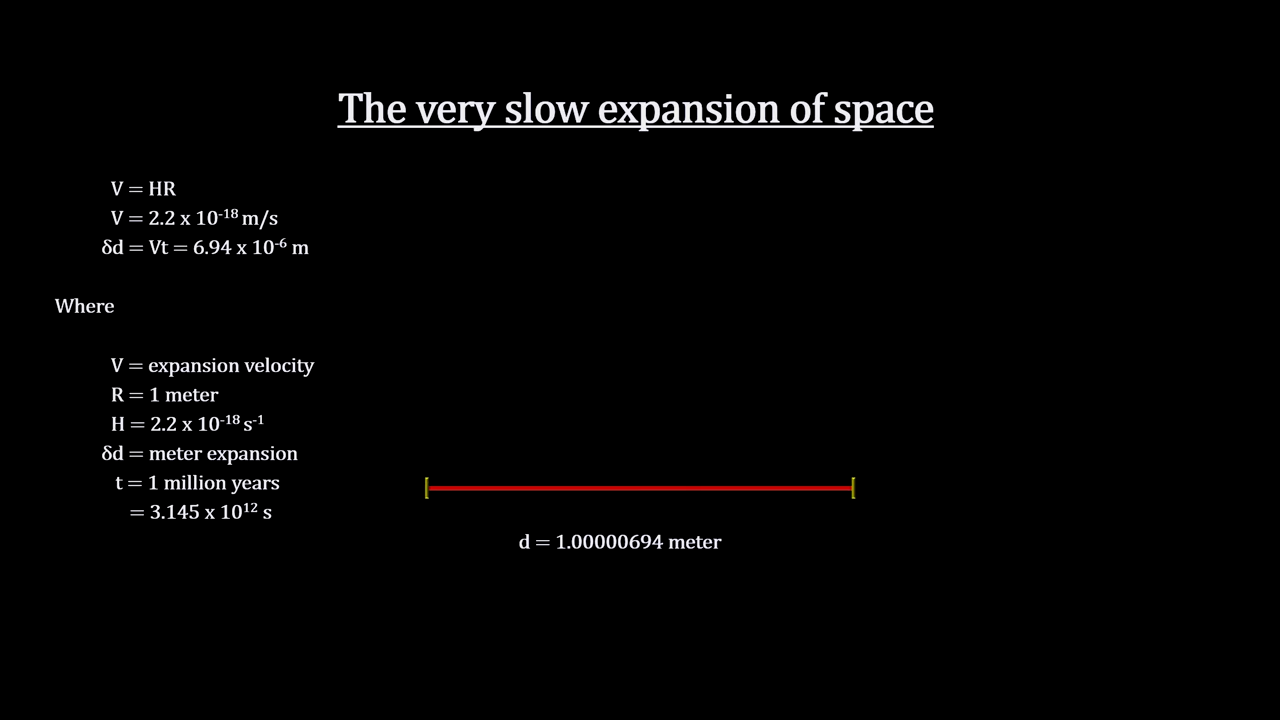 The very slow expansion of space
V = HR
V = 2.2 x 10⁻¹⁸ m/s
δd = Vt = 6.94 x 10⁻⁶ m
Where
V = expansion velocity
R = 1 meter
H = 2.2 x 10⁻¹⁸ s⁻¹
δd = meter expansion
t = 1 million years
= 3.145 x 10¹² s
d = 1.00000694 meter